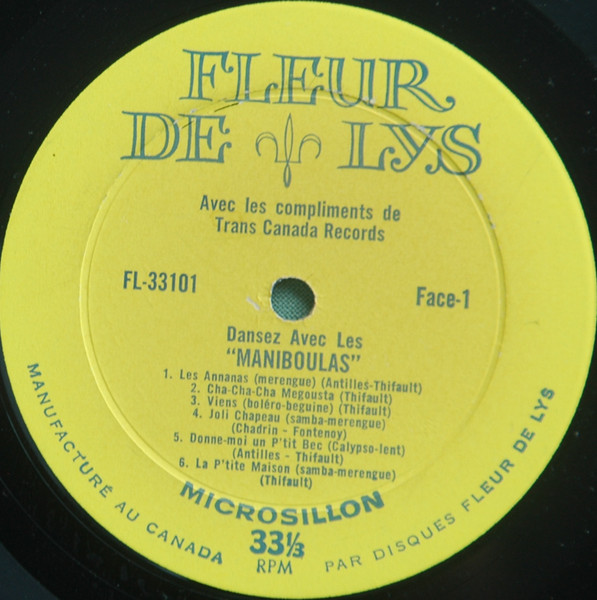 FLEUR
DE LYS
Avec les compliments de
Trans Canada Records
FL-33101
Face-1
Dansez Avec Les
"MANIBOULAS"
1. Les Annanas (merengue) (Antilles-Thifault)
2. Cha-Cha-Cha Megousta (Thifault)
3. Viens (boléro-beguine) (Thifault)
4. Joli Chapeau (samba-merengue)
(Chadrin - Fontenoy)
5. Donne-moi un P'tit Bec (Calypso-lent)
(Antilles - Thifault)
6. La P'tite Maison (samba-merengue)
(Thifault)
MICROSILLON
33⅓
RPM
MANUFACTURÉ AU CANADA PAR DISQUES FLEUR DE LYS